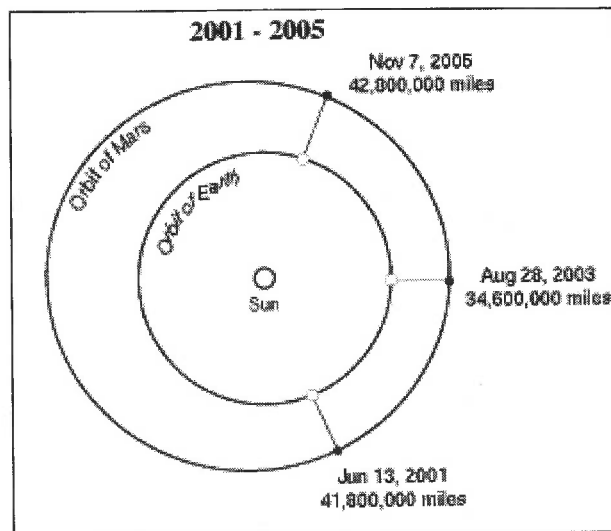 2001 - 2005
Nov 7, 2005
42,800,000 miles
Orbit of Mars
Orbit of Earth
Aug 28, 2003
34,600,000 miles
Sun
Jun 13, 2001
41,800,000 miles